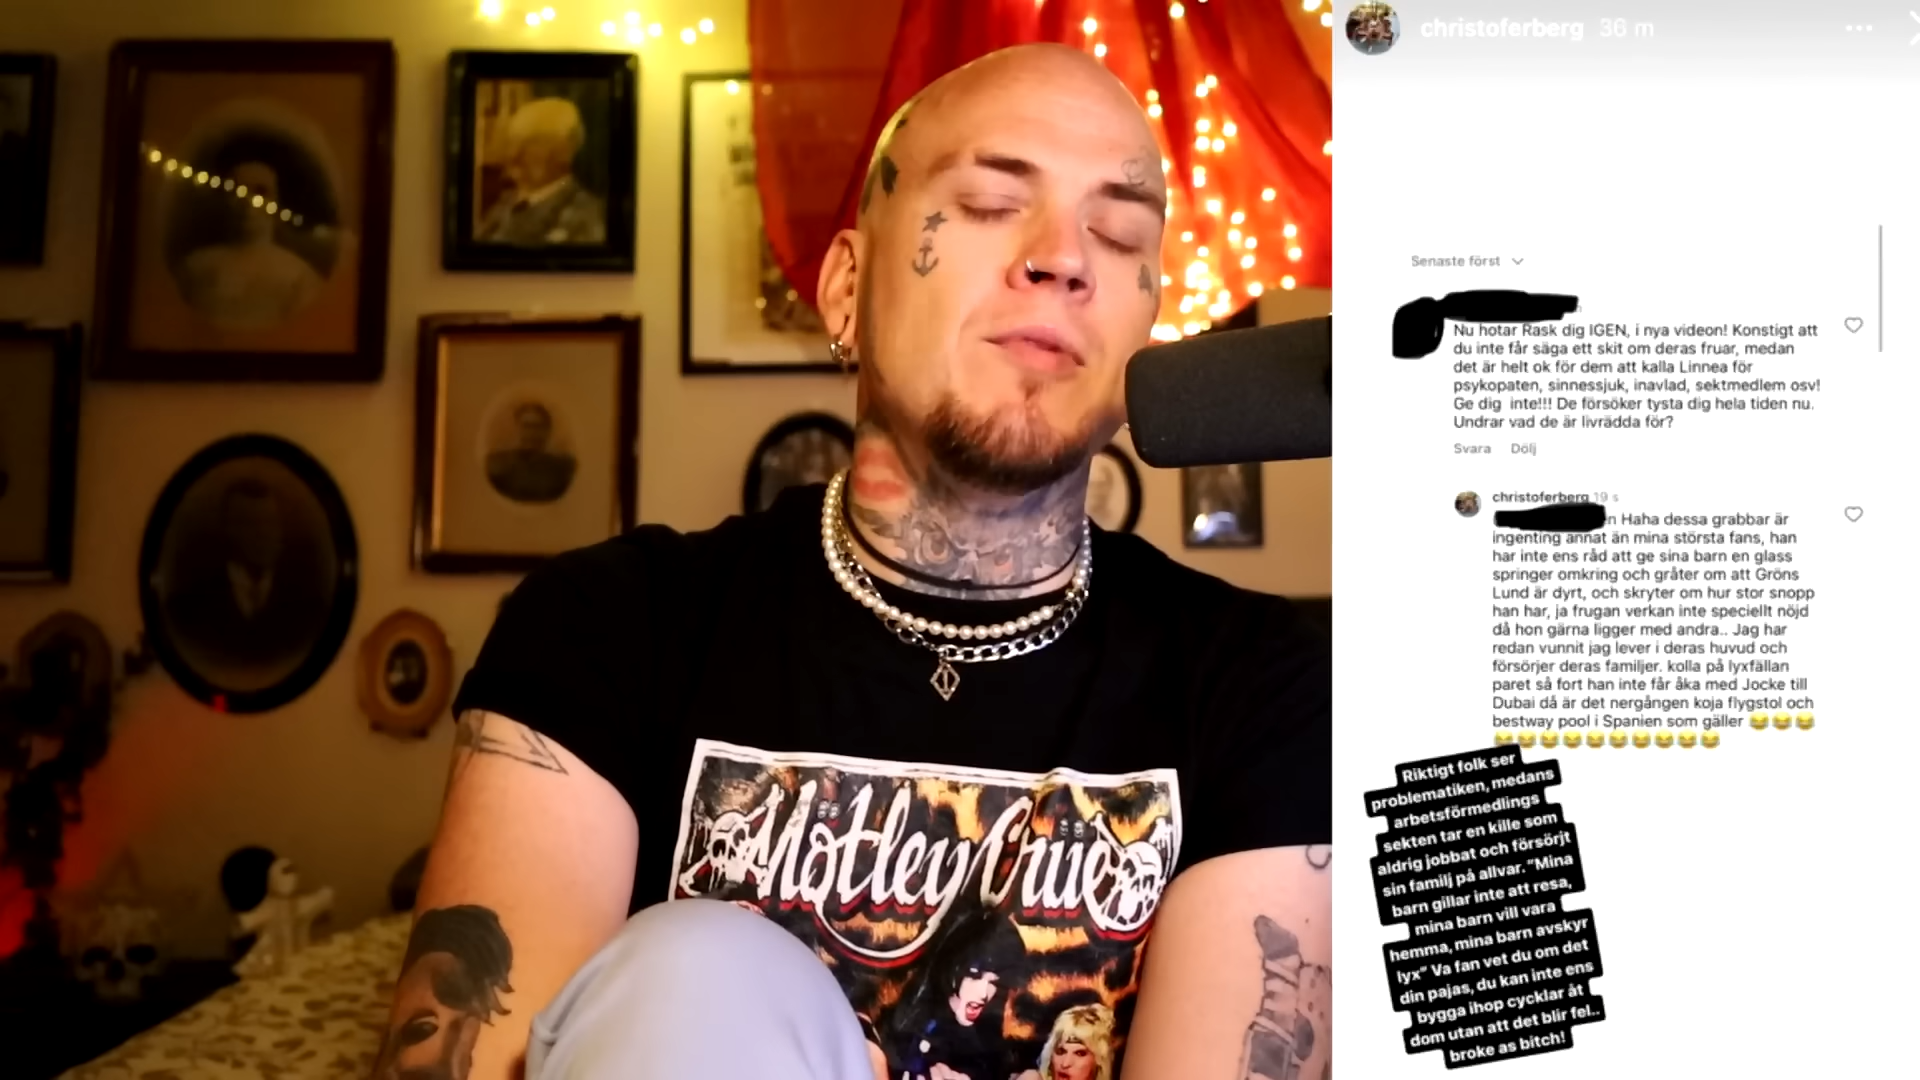 christoferberg 36 m
Senaste först
Nu hotar Rask dig IGEN, i nya videon! Konstigt att
du inte får säga ett skit om deras fruar, medan
det är helt ok för dem att kalla Linnea för
psykopaten, sinnessjuk, inavlad, sektmedlem osv!
Ge dig inte!!! De försöker tysta dig hela tiden nu.
Undrar vad de är livrädda för?
Svara Dölj
christoferberg 19 s
n Haha dessa grabbar är
ingenting annat än mina största fans, han
har inte ens råd att ge sina barn en glass
springer omkring och gråter om att Gröns
Lund är dyrt, och skryter om hur stor snopp
han har, ja frugan verkan inte speciellt nöjd
då hon gärna ligger med andra.. Jag har
redan vunnit jag lever i deras huvud och
försörjer deras familjer. kolla på lyxfällan
paret så fort han inte får åka med Jocke till
Dubai då är det nergången koja flygstol och
bestway pool i Spanien som gäller 😂😂😂
😂😂😂😂😂😂😂😂😂😂
Riktigt folk ser
problematiken, medans
arbetsförmedlings
sekten tar en kille som
aldrig jobbat och försörjt
sin familj på allvar. "Mina
barn gillar inte att resa,
mina barn vill vara
hemma, mina barn avskyr
lyx" Va fan vet du om det
din pajas, du kan inte ens
bygga ihop cycklar åt
dom utan att det blir fel..
broke as bitch!
Mötley Crüe